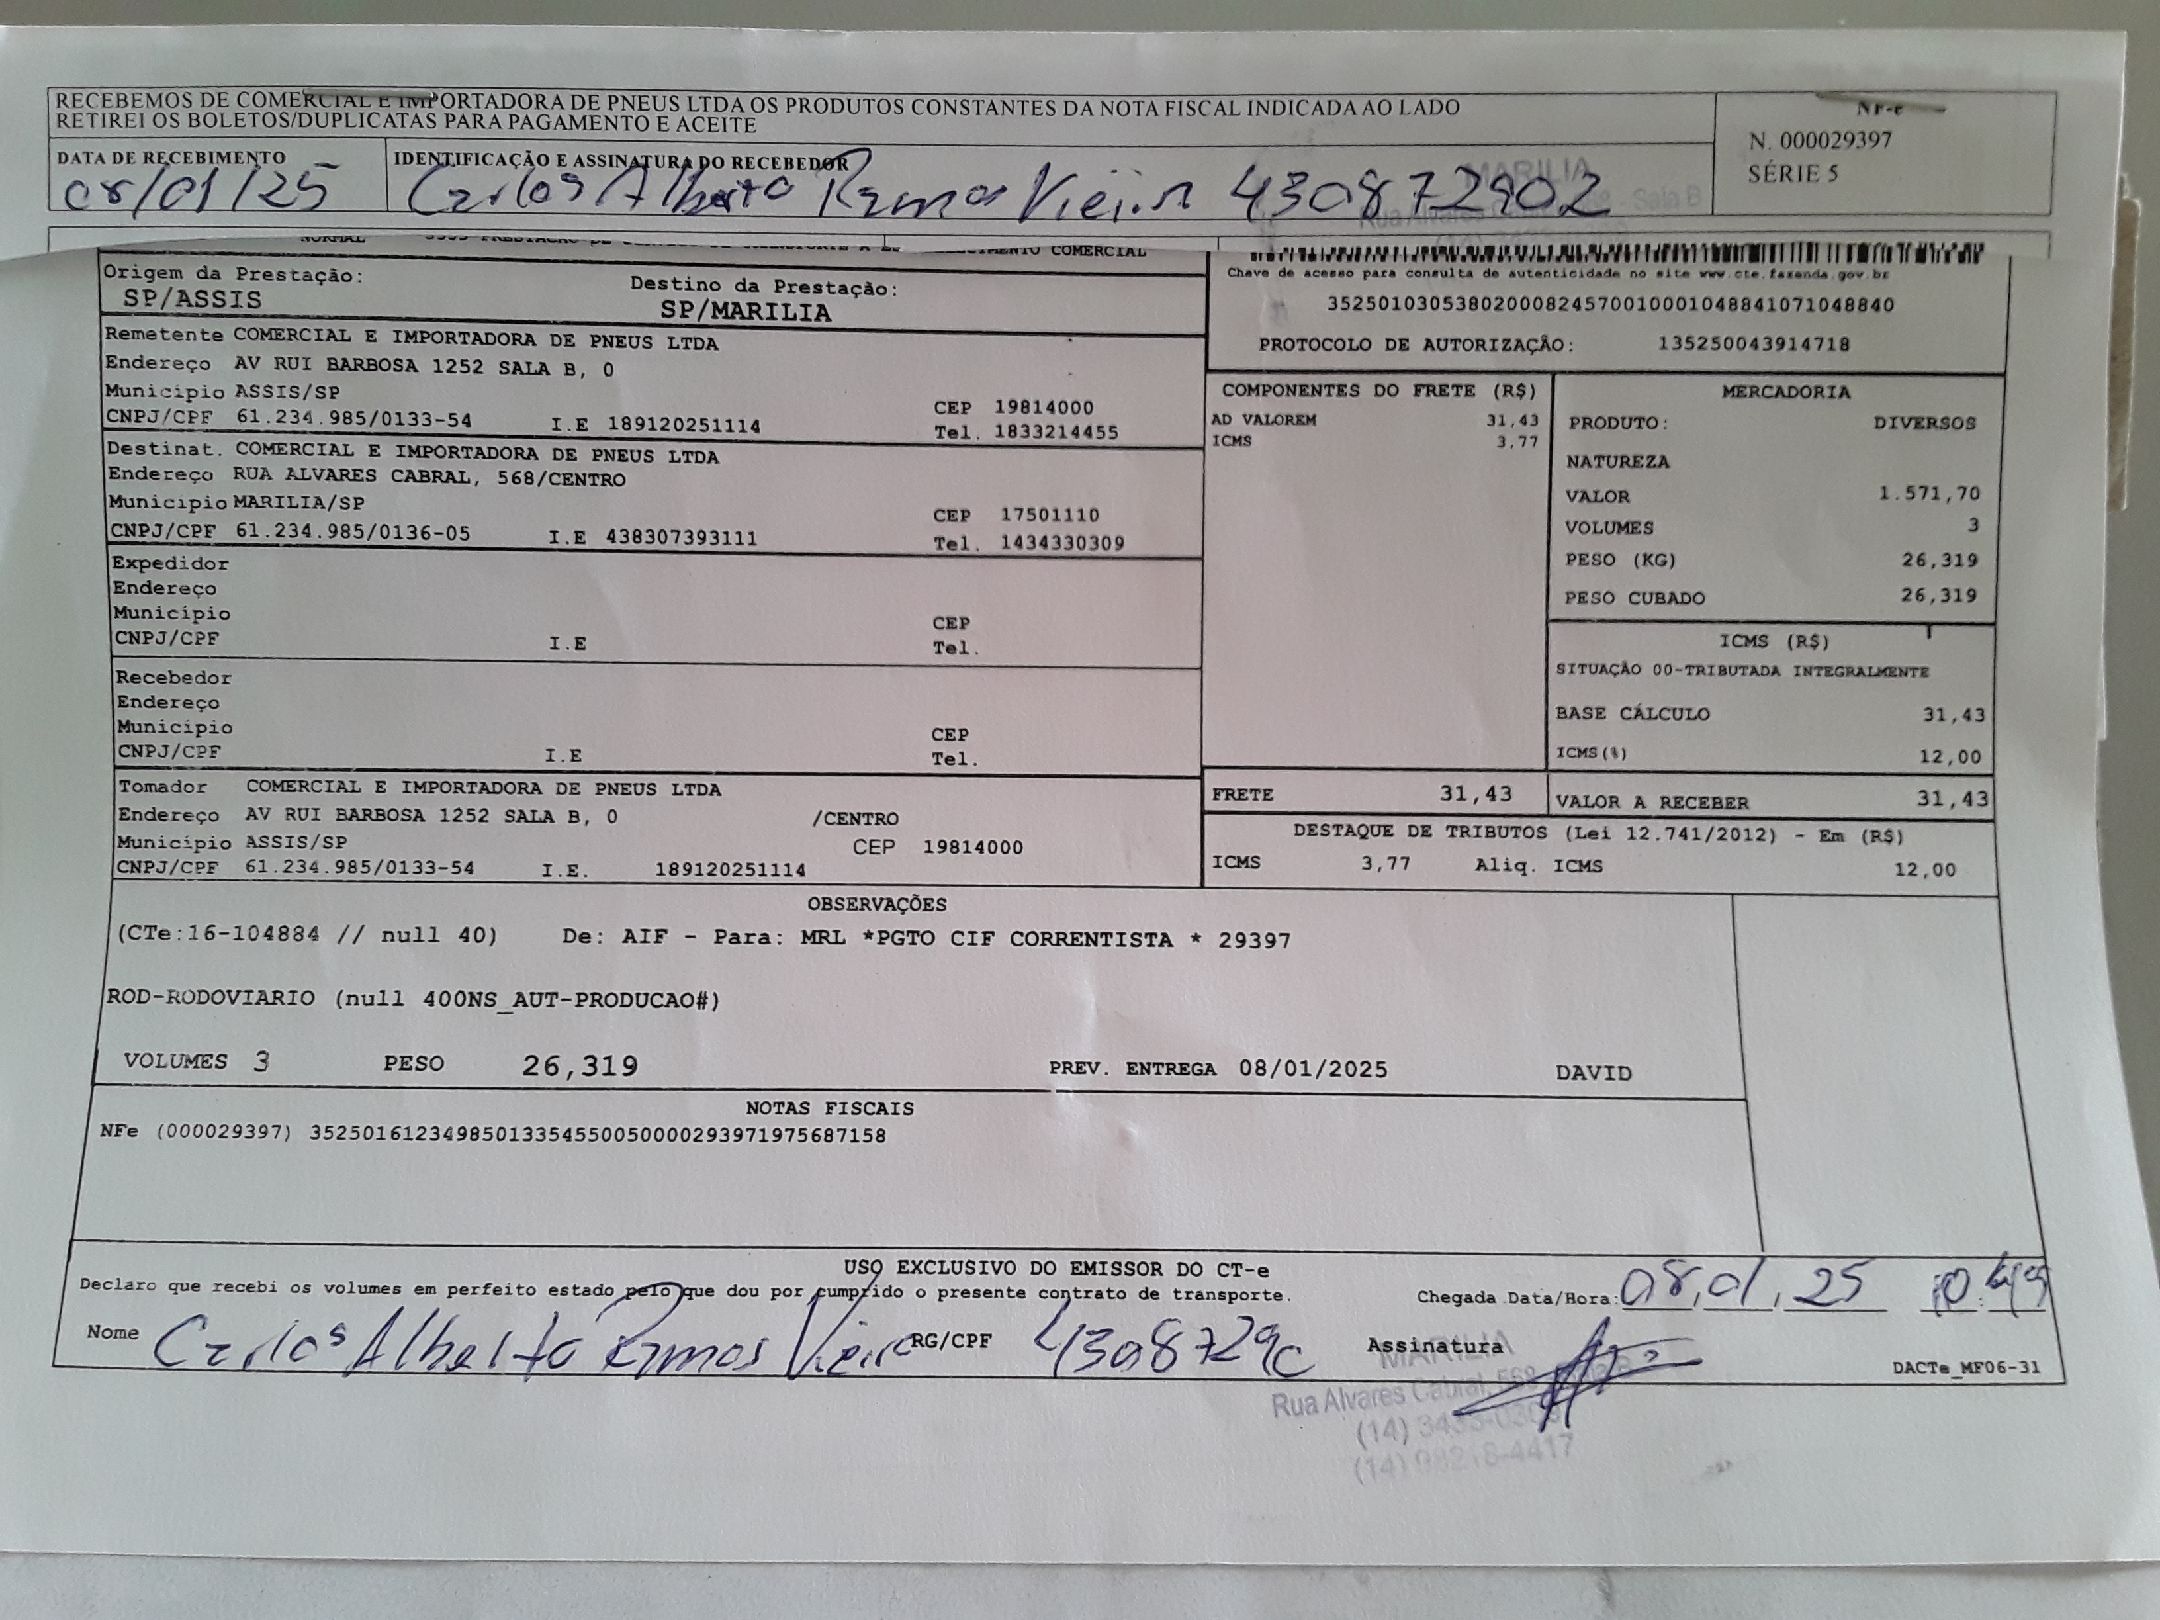 RECEBEMOS DE COMERCIAL E IMPORTADORA DE PNEUS LTDA OS PRODUTOS CONSTANTES DA NOTA FISCAL INDICADA AO LADO
RETIREI OS BOLETOS/DUPLICATAS PARA PAGAMENTO E ACEITE
NF-e
N. 000029397
SÉRIE 5
DATA DE RECEBIMENTO
08/01/25
IDENTIFICAÇÃO E ASSINATURA DO RECEBEDOR
Carlos Alberto Ramos Vieira 430872902
MARILIA
NORMAL
Origem da Prestação:
SP/ASSIS
Destino da Prestação:
SP/MARILIA
Chave de acesso para consulta de autenticidade no site www.cte.fazenda.gov.br
35250103053802000824570010001048841071048840
PROTOCOLO DE AUTORIZAÇÃO: 135250043914718
Remetente COMERCIAL E IMPORTADORA DE PNEUS LTDA
Endereço AV RUI BARBOSA 1252 SALA B, 0
Município ASSIS/SP CEP 19814000
CNPJ/CPF 61.234.985/0133-54 I.E 189120251114 Tel. 1833214455
Destinat. COMERCIAL E IMPORTADORA DE PNEUS LTDA
Endereço RUA ALVARES CABRAL, 568/CENTRO
Município MARILIA/SP CEP 17501110
CNPJ/CPF 61.234.985/0136-05 I.E 438307393111 Tel. 1434330309
Expedidor
Endereço
Município CEP
CNPJ/CPF I.E Tel.
Recebedor
Endereço
Município CEP
CNPJ/CPF I.E Tel.
Tomador COMERCIAL E IMPORTADORA DE PNEUS LTDA
Endereço AV RUI BARBOSA 1252 SALA B, 0 /CENTRO
Município ASSIS/SP CEP 19814000
CNPJ/CPF 61.234.985/0133-54 I.E. 189120251114
COMPONENTES DO FRETE (R$)
AD VALOREM 31,43
ICMS 3,77
MERCADORIA
PRODUTO: DIVERSOS
NATUREZA
VALOR 1.571,70
VOLUMES 3
PESO (KG) 26,319
PESO CUBADO 26,319
ICMS (R$)
SITUAÇÃO 00-TRIBUTADA INTEGRALMENTE
BASE CÁLCULO 31,43
ICMS(%) 12,00
FRETE 31,43
VALOR A RECEBER 31,43
DESTAQUE DE TRIBUTOS (Lei 12.741/2012) - Em (R$)
ICMS 3,77 Aliq. ICMS 12,00
OBSERVAÇÕES
(CTe:16-104884 // null 40) De: AIF - Para: MRL *PGTO CIF CORRENTISTA * 29397
ROD-RODOVIARIO (null 400NS_AUT-PRODUCAO#)
VOLUMES 3 PESO 26,319 PREV. ENTREGA 08/01/2025 DAVID
NOTAS FISCAIS
NFe (000029397) 35250161234985013354550050000293971975687158
USO EXCLUSIVO DO EMISSOR DO CT-e
Declaro que recebi os volumes em perfeito estado pelo que dou por cumprido o presente contrato de transporte.
Chegada Data/Hora: 08,01,25
Nome Carlos Alberto Ramos Vieira RG/CPF Assinatura
DACTe_MF06-31
MARILIA
Rua Alvares Cabral, 568